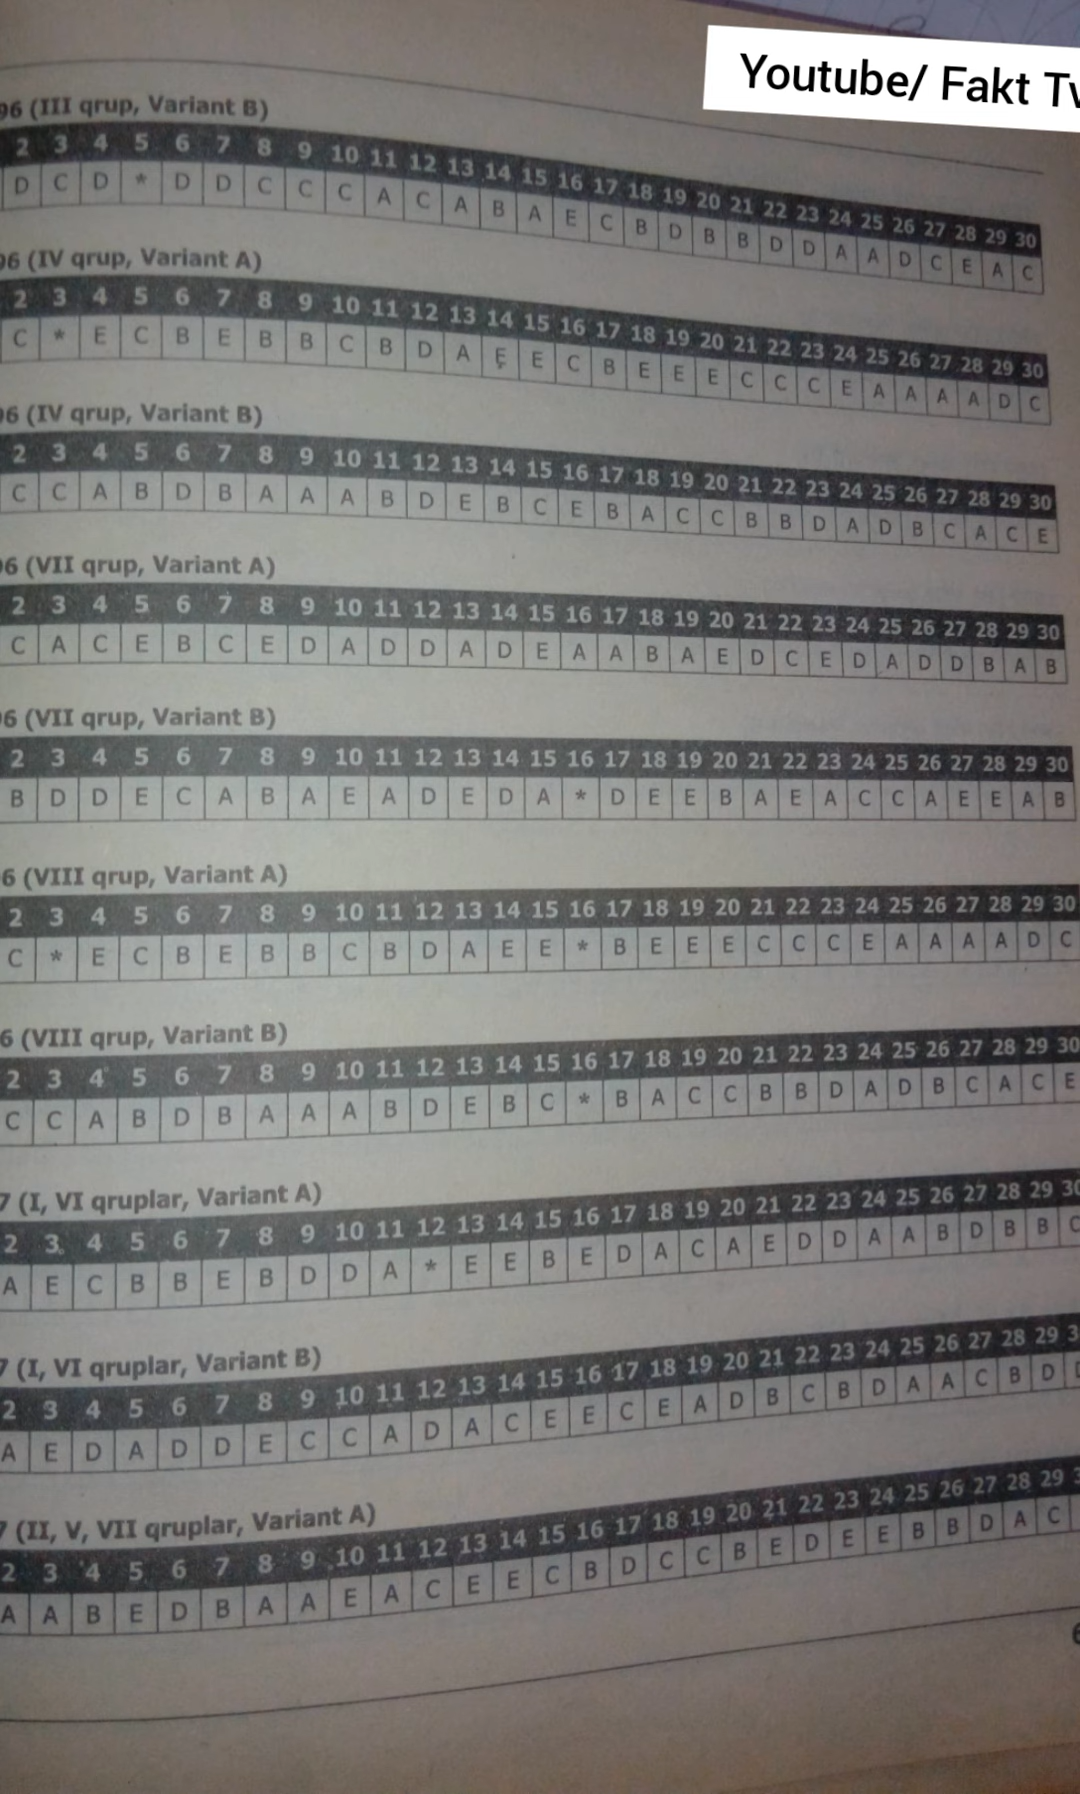 Youtube/ Fakt Tv
96 (III qrup, Variant B)
2 3 4 5 6 7 8 9 10 11 12 13 14 15 16 17 18 19 20 21 22 23 24 25 26 27 28 29 30
D C D * D D C C C A C A B A E C B D B B D D A A D C E A C
96 (IV qrup, Variant A)
2 3 4 5 6 7 8 9 10 11 12 13 14 15 16 17 18 19 20 21 22 23 24 25 26 27 28 29 30
C * E C B E B B C B D A E E C B E E E C C C E A A A A D C
96 (IV qrup, Variant B)
2 3 4 5 6 7 8 9 10 11 12 13 14 15 16 17 18 19 20 21 22 23 24 25 26 27 28 29 30
C C A B D B A A A B D E B C E B A C C B B D A D B C A C E
6 (VII qrup, Variant A)
2 3 4 5 6 7 8 9 10 11 12 13 14 15 16 17 18 19 20 21 22 23 24 25 26 27 28 29 30
C A C E B C E D A D D A D E A A B A E D C E D A D D B A B
6 (VII qrup, Variant B)
2 3 4 5 6 7 8 9 10 11 12 13 14 15 16 17 18 19 20 21 22 23 24 25 26 27 28 29 30
B D D E C A B A E A D E D A * D E E B A E A C C A E E A B
6 (VIII qrup, Variant A)
2 3 4 5 6 7 8 9 10 11 12 13 14 15 16 17 18 19 20 21 22 23 24 25 26 27 28 29 30
C * E C B E B B C B D A E E * B E E E C C C E A A A A D C
6 (VIII qrup, Variant B)
2 3 4 5 6 7 8 9 10 11 12 13 14 15 16 17 18 19 20 21 22 23 24 25 26 27 28 29 30
C C A B D B A A A B D E B C * B A C C B B D A D B C A C E
7 (I, VI qruplar, Variant A)
2 3 4 5 6 7 8 9 10 11 12 13 14 15 16 17 18 19 20 21 22 23 24 25 26 27 28 29 30
A E C B B E B D D A * E E B E D A C A E D D A A B D B B
7 (I, VI qruplar, Variant B)
2 3 4 5 6 7 8 9 10 11 12 13 14 15 16 17 18 19 20 21 22 23 24 25 26 27 28 29 3
A E D A D D E C C A D A C E E C E A D B C B D A A C B D
7 (II, V, VII qruplar, Variant A)
2 3 4 5 6 7 8 9 10 11 12 13 14 15 16 17 18 19 20 21 22 23 24 25 26 27 28 29 3
A A B E D B A A E A C E E C B D C C B E D E E B B D A C